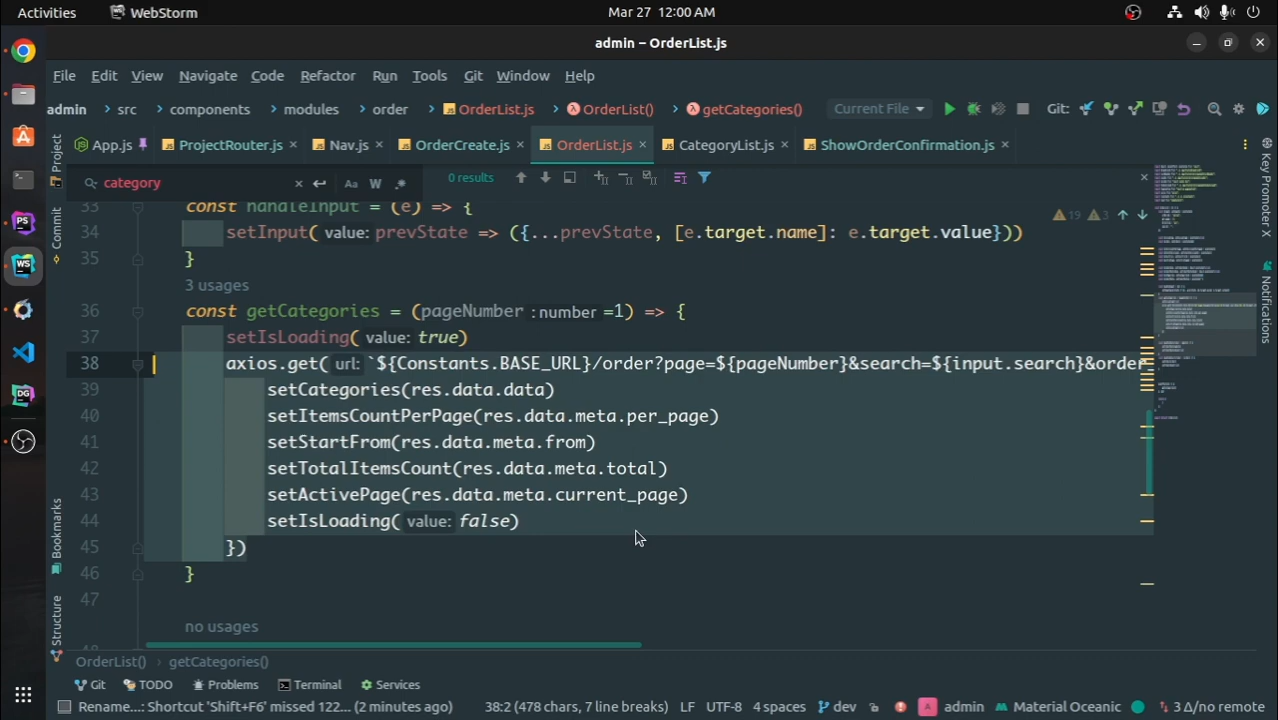 Activities WebStorm Mar 27 12:00 AM
admin – OrderList.js
File Edit View Navigate Code Refactor Run Tools Git Window Help
admin src components modules order OrderList.js OrderList() getCategories() Current File Git:
App.js ProjectRouter.js Nav.js OrderCreate.js OrderList.js CategoryList.js ShowOrderConfirmation.js
category Aa W .* 0 results
33 const handleInput = (e) => {
19 3
34 setInput( value: prevState => ({...prevState, [e.target.name]: e.target.value}))
35 }
3 usages
36 const getCategories = (pageNumber :number =1) => {
37 setIsLoading( value: true)
38 axios.get( url: `${Constants.BASE_URL}/order?page=${pageNumber}&search=${input.search}&order
39 setCategories(res.data.data)
40 setItemsCountPerPage(res.data.meta.per_page)
41 setStartFrom(res.data.meta.from)
42 setTotalItemsCount(res.data.meta.total)
43 setActivePage(res.data.meta.current_page)
44 setIsLoading( value: false)
45 })
46 }
47
no usages
OrderList() getCategories()
Git TODO Problems Terminal Services
Rename...: Shortcut 'Shift+F6' missed 122... (2 minutes ago) 38:2 (478 chars, 7 line breaks) LF UTF-8 4 spaces dev A admin Material Oceanic 3 Δ/no remote
Project
Commit
Bookmarks
Structure
Key Promoter X
Notifications
PS
WS
DG